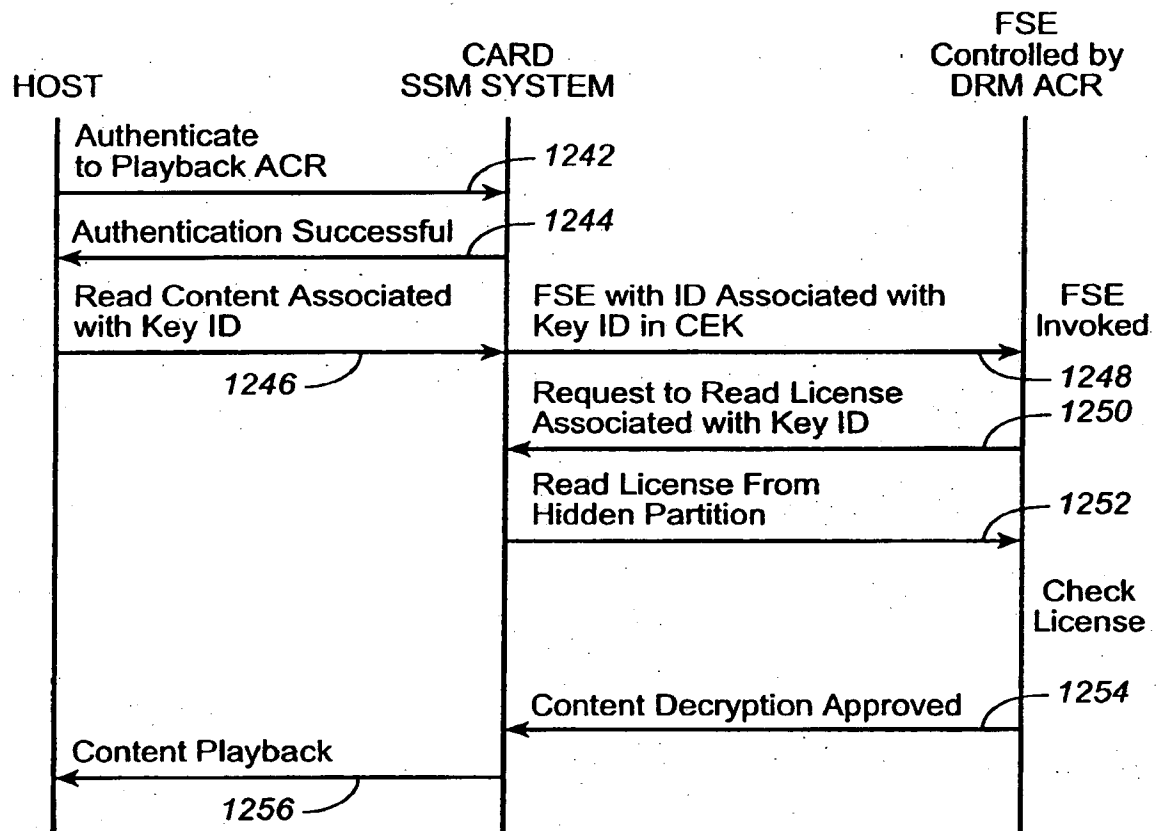 HOST
CARD
SSM SYSTEM
FSE
Controlled by
DRM ACR
Authenticate
to Playback ACR
1242
Authentication Successful
1244
Read Content Associated
with Key ID
1246
FSE with ID Associated with
Key ID in CEK
FSE
Invoked
1248
Request to Read License
Associated with Key ID
1250
Read License From
Hidden Partition
1252
Check
License
Content Decryption Approved
1254
Content Playback
1256